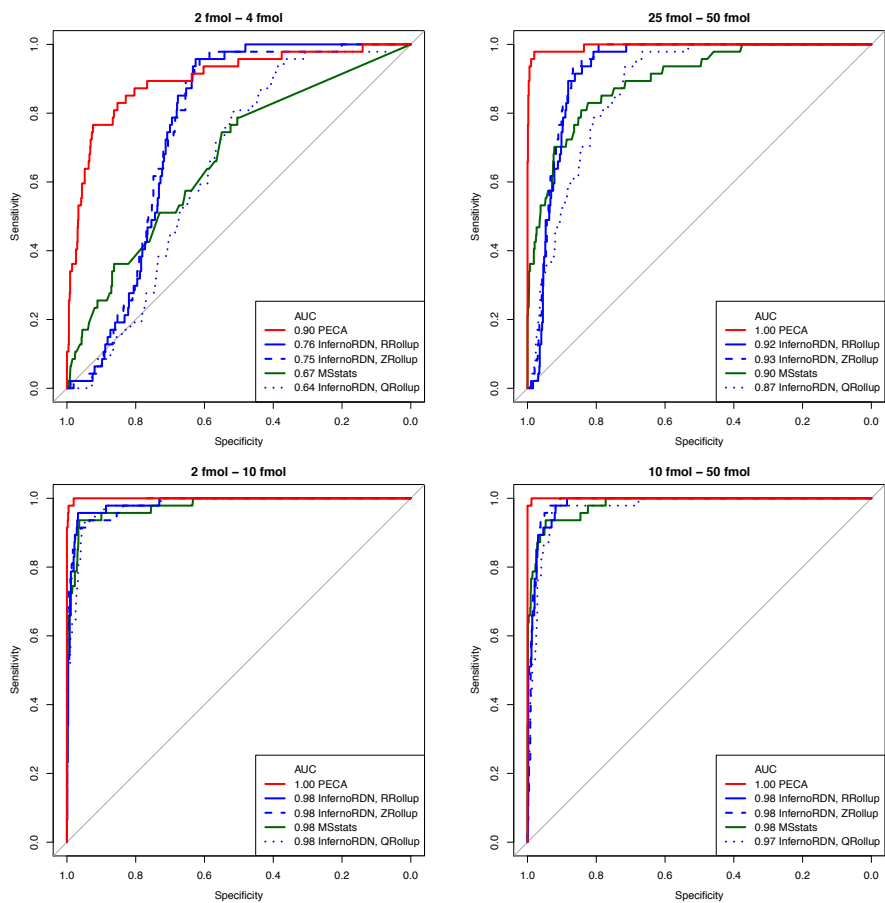 2 fmol − 4 fmol
1.0
0.8
0.6
0.4
0.2
0.0
Sensitivity
AUC
0.90 PECA
0.76 InfernoRDN, RRollup
0.75 InfernoRDN, ZRollup
0.67 MSstats
0.64 InfernoRDN, QRollup
1.0 0.8 0.6 0.4 0.2 0.0
Specificity
25 fmol − 50 fmol
1.0
0.8
0.6
0.4
0.2
0.0
Sensitivity
AUC
1.00 PECA
0.92 InfernoRDN, RRollup
0.93 InfernoRDN, ZRollup
0.90 MSstats
0.87 InfernoRDN, QRollup
1.0 0.8 0.6 0.4 0.2 0.0
Specificity
2 fmol − 10 fmol
1.0
0.8
0.6
0.4
0.2
0.0
Sensitivity
AUC
1.00 PECA
0.98 InfernoRDN, RRollup
0.98 InfernoRDN, ZRollup
0.98 MSstats
0.98 InfernoRDN, QRollup
1.0 0.8 0.6 0.4 0.2 0.0
Specificity
10 fmol − 50 fmol
1.0
0.8
0.6
0.4
0.2
0.0
Sensitivity
AUC
1.00 PECA
0.98 InfernoRDN, RRollup
0.98 InfernoRDN, ZRollup
0.98 MSstats
0.97 InfernoRDN, QRollup
1.0 0.8 0.6 0.4 0.2 0.0
Specificity